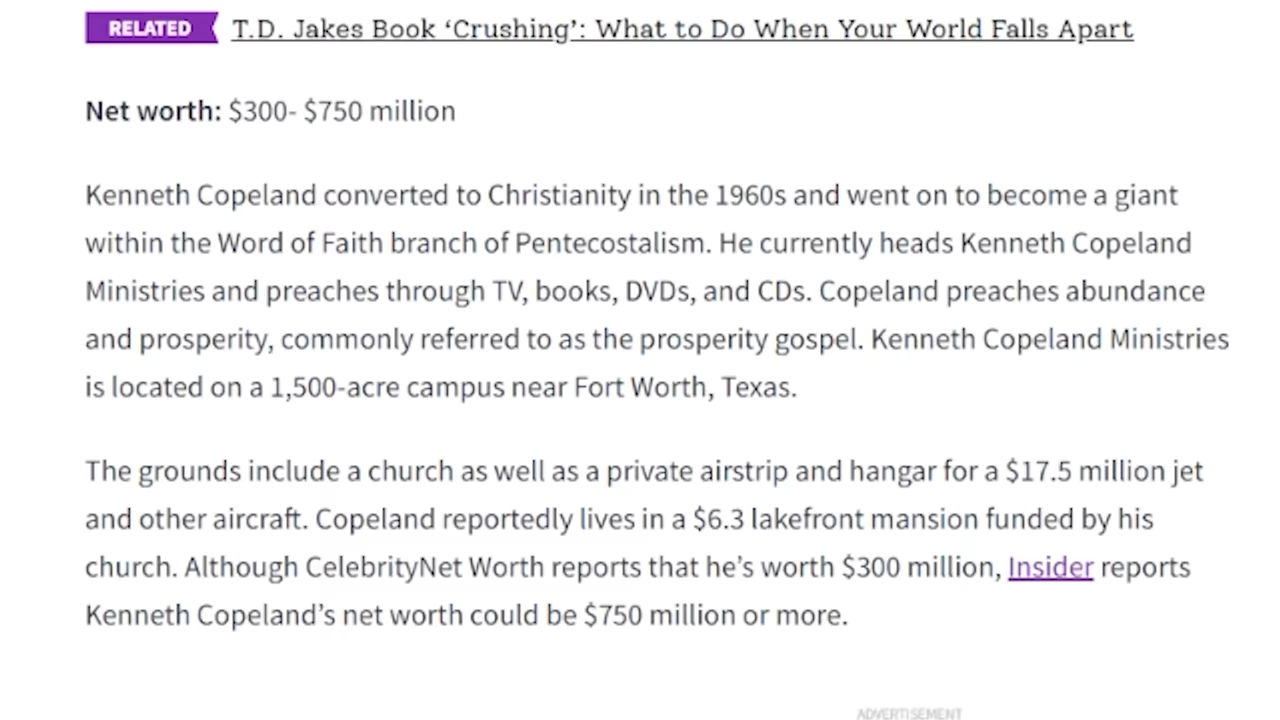 RELATED T.D. Jakes Book ‘Crushing’: What to Do When Your World Falls Apart
Net worth: $300- $750 million
Kenneth Copeland converted to Christianity in the 1960s and went on to become a giant
within the Word of Faith branch of Pentecostalism. He currently heads Kenneth Copeland
Ministries and preaches through TV, books, DVDs, and CDs. Copeland preaches abundance
and prosperity, commonly referred to as the prosperity gospel. Kenneth Copeland Ministries
is located on a 1,500-acre campus near Fort Worth, Texas.
The grounds include a church as well as a private airstrip and hangar for a $17.5 million jet
and other aircraft. Copeland reportedly lives in a $6.3 lakefront mansion funded by his
church. Although CelebrityNet Worth reports that he’s worth $300 million, Insider reports
Kenneth Copeland’s net worth could be $750 million or more.
ADVERTISEMENT